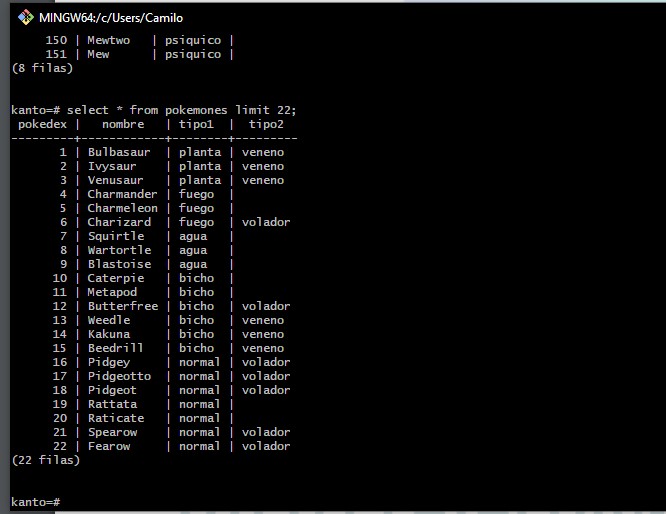 MINGW64:/c/Users/Camilo
150 | Mewtwo | psiquico |
151 | Mew | psiquico |
(8 filas)
kanto=# select * from pokemones limit 22;
pokedex | nombre | tipo1 | tipo2
---------+------------+--------+---------
1 | Bulbasaur | planta | veneno
2 | Ivysaur | planta | veneno
3 | Venusaur | planta | veneno
4 | Charmander | fuego |
5 | Charmeleon | fuego |
6 | Charizard | fuego | volador
7 | Squirtle | agua |
8 | Wartortle | agua |
9 | Blastoise | agua |
10 | Caterpie | bicho |
11 | Metapod | bicho |
12 | Butterfree | bicho | volador
13 | Weedle | bicho | veneno
14 | Kakuna | bicho | veneno
15 | Beedrill | bicho | veneno
16 | Pidgey | normal | volador
17 | Pidgeotto | normal | volador
18 | Pidgeot | normal | volador
19 | Rattata | normal |
20 | Raticate | normal |
21 | Spearow | normal | volador
22 | Fearow | normal | volador
(22 filas)
kanto=#